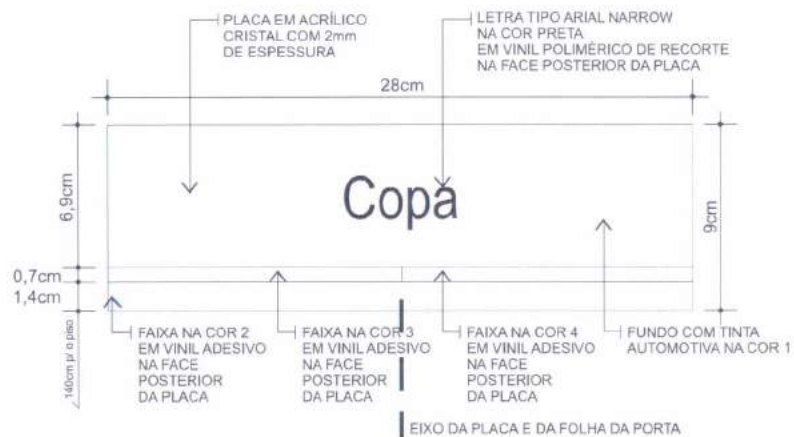 PLACA EM ACRÍLICO
CRISTAL COM 2mm
DE ESPESSURA
LETRA TIPO ARIAL NARROW
NA COR PRETA
EM VINIL POLIMÉRICO DE RECORTE
NA FACE POSTERIOR DA PLACA
28cm
6,9cm
Copa
9cm
0,7cm
1,4cm
140cm p/ o piso
FAIXA NA COR 2
EM VINIL ADESIVO
NA FACE
POSTERIOR
DA PLACA
FAIXA NA COR 3
EM VINIL ADESIVO
NA FACE
POSTERIOR
DA PLACA
FAIXA NA COR 4
EM VINIL ADESIVO
NA FACE
POSTERIOR
DA PLACA
FUNDO COM TINTA
AUTOMOTIVA NA COR 1
EIXO DA PLACA E DA FOLHA DA PORTA